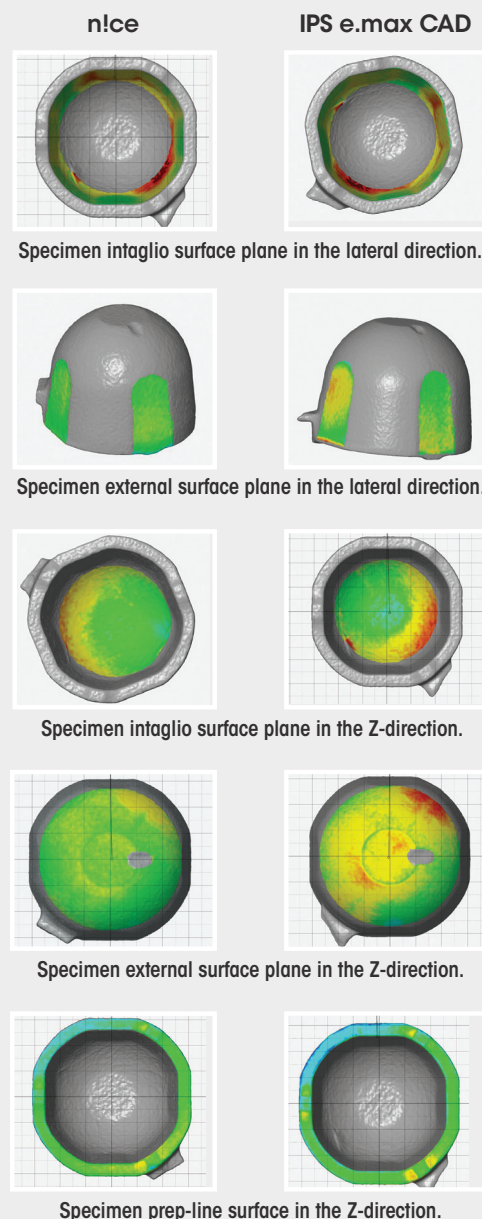 n!ce IPS e.max CAD
Specimen intaglio surface plane in the lateral direction.
Specimen external surface plane in the lateral direction.
Specimen intaglio surface plane in the Z-direction.
Specimen external surface plane in the Z-direction.
Specimen prep-line surface in the Z-direction.